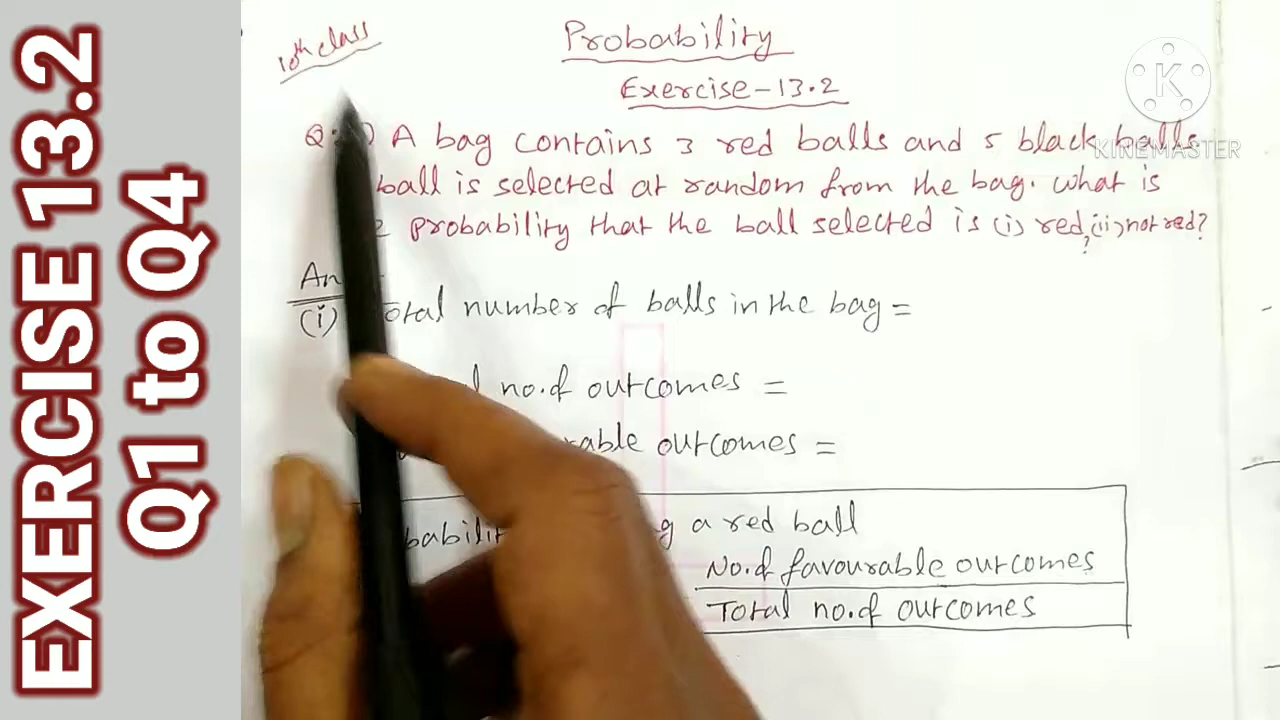 EXERCISE 13.2
Q1 to Q4
10th class
Probability
Exercise-13.2
K
KINEMASTER
A bag contains 3 red balls and 5 black balls.
ball is selected at random from the bag. What is
probability that the ball selected is (i) red, (ii) not red?
?
(i) Total number of balls in the bag =
no. of outcomes =
outcomes =
a red ball
No. of favourable outcomes
Total no. of outcomes